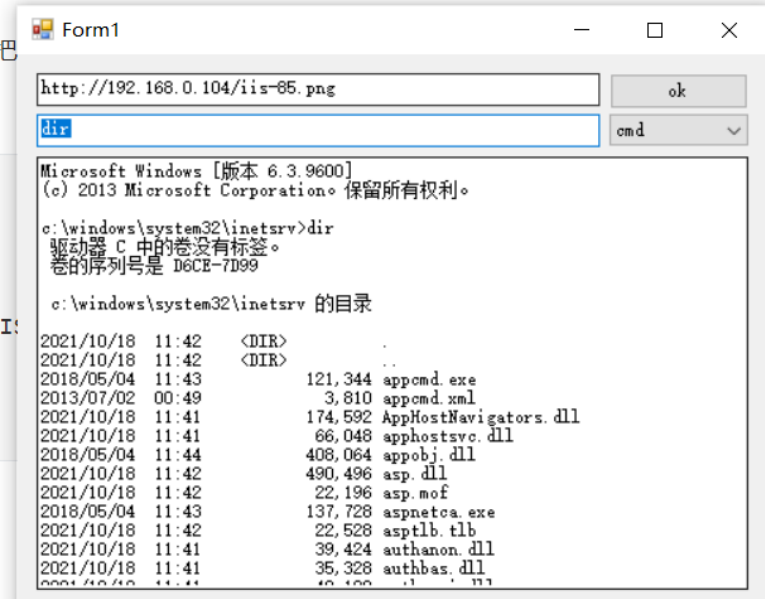 Form1
把
http://192.168.0.104/iis-85.png
ok
dir
cmd
Microsoft Windows [版本 6.3.9600]
(c) 2013 Microsoft Corporation。保留所有权利。
c:\windows\system32\inetsrv>dir
驱动器 C 中的卷没有标签。
卷的序列号是 D6CE-7D99
c:\windows\system32\inetsrv 的目录
2021/10/18 11:42 <DIR> .
2021/10/18 11:42 <DIR> ..
2018/05/04 11:43 121,344 appcmd.exe
2013/07/02 00:49 3,810 appcmd.xml
2021/10/18 11:41 174,592 AppHostNavigators.dll
2021/10/18 11:41 66,048 apphostsvc.dll
2018/05/04 11:44 408,064 appobj.dll
2021/10/18 11:42 490,496 asp.dll
2021/10/18 11:42 22,196 asp.mof
2018/05/04 11:43 137,728 aspnetca.exe
2021/10/18 11:42 22,528 asptlb.tlb
2021/10/18 11:41 39,424 authanon.dll
2021/10/18 11:41 35,328 authbas.dll